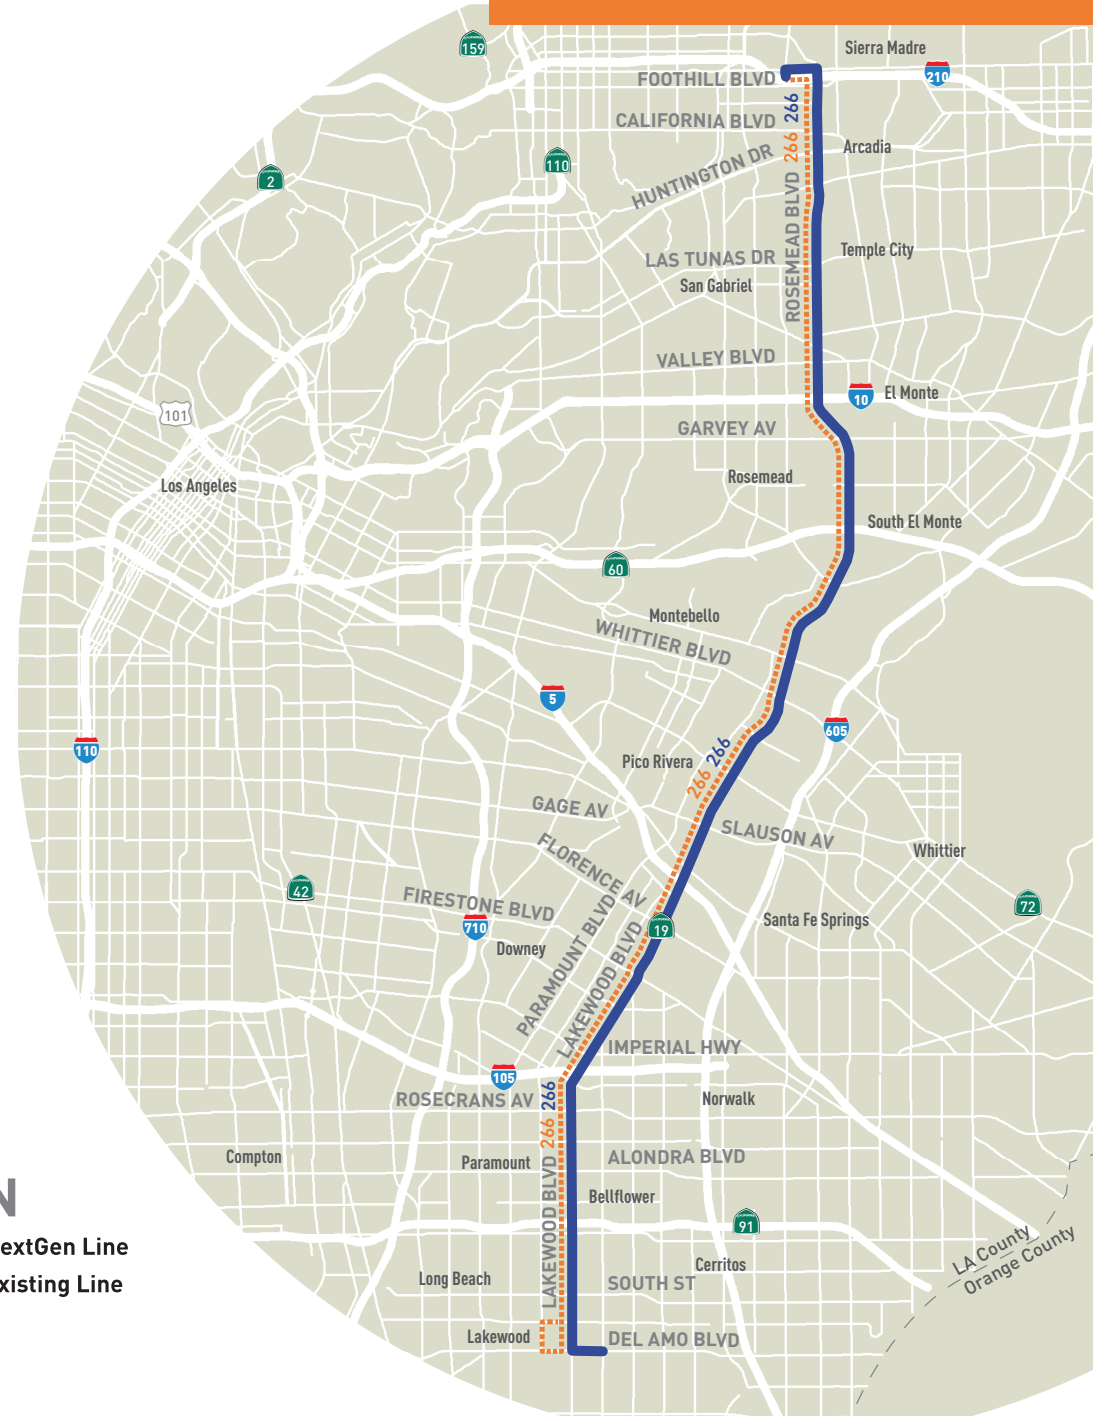 159
Sierra Madre
210
FOOTHILL BLVD
266 266
CALIFORNIA BLVD
Arcadia
110
HUNTINGTON DR
2
ROSEMEAD BLVD
LAS TUNAS DR
Temple City
San Gabriel
VALLEY BLVD
10
El Monte
101
GARVEY AV
Rosemead
Los Angeles
South El Monte
60
Montebello
WHITTIER BLVD
5
605
110
266 266
Pico Rivera
GAGE AV
SLAUSON AV
FLORENCE AV
Whittier
42
FIRESTONE BLVD
72
710
PARAMOUNT BLVD
19
Santa Fe Springs
Downey
LAKEWOOD BLVD
IMPERIAL HWY
105
ROSECRANS AV
266 266
Norwalk
Compton
Paramount
ALONDRA BLVD
N
Bellflower
LAKEWOOD BLVD
91
extGen Line
LA County
Orange County
Cerritos
xisting Line
Long Beach
SOUTH ST
Lakewood
DEL AMO BLVD